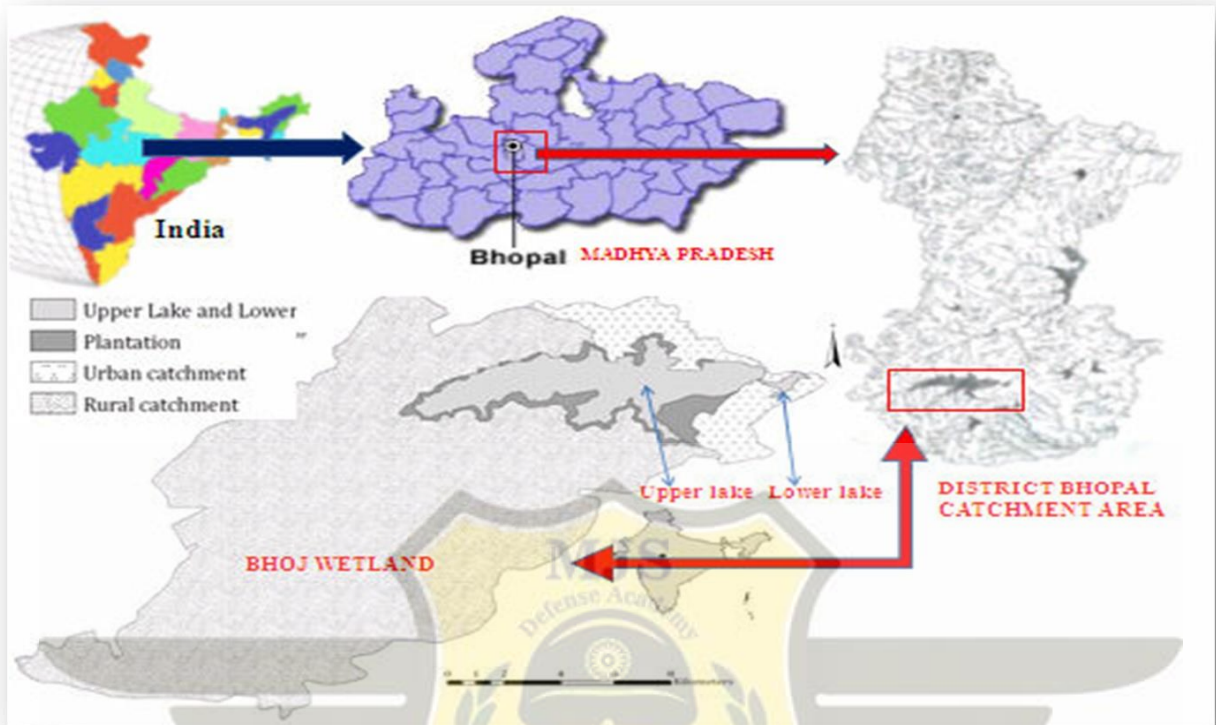 India
Bhopal MADHYA PRADESH
Upper Lake and Lower
Plantation
Urban catchment
Rural catchment
Upper lake Lower lake
DISTRICT BHOPAL
CATCHMENT AREA
BHOJ WETLAND
Defense Academy